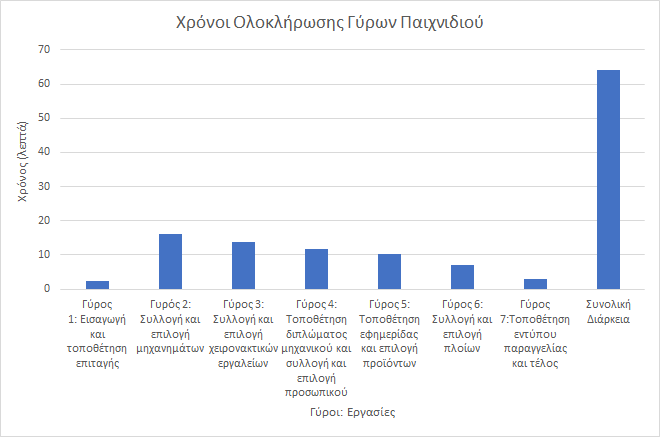 Χρόνοι Ολοκλήρωσης Γύρων Παιχνιδιού
70
60
50
40
30
20
10
0
Χρόνος (λεπτά)
Γύρος
1: Εισαγωγή
και
τοποθέτηση
επιταγής
Γυρός 2:
Συλλογή και
επιλογή
μηχανημάτων
Γύρος 3:
Συλλογή και
επιλογή
χειρονακτικών
εργαλείων
Γύρος 4:
Τοποθέτηση
διπλώματος
μηχανικού και
συλλογή και
επιλογή
προσωπικού
Γύρος 5:
Τοποθέτηση
εφημερίδας
και επιλογή
προϊόντων
Γύρος 6:
Συλλογή και
επιλογή
πλοίων
Γύρος
7:Τοποθέτηση
εντύπου
παραγγελίας
και τέλος
Συνολική
Διάρκεια
Γύροι: Εργασίες